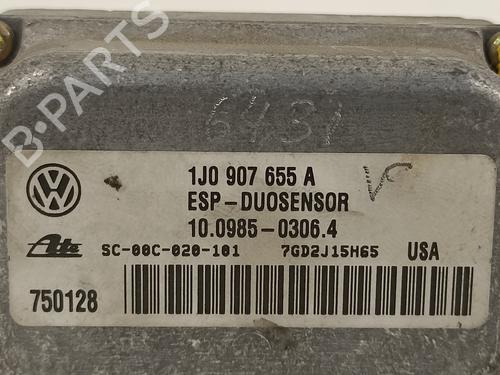 B-PARTS
6431
1J0 907 655 A
ESP-DUOSENSOR
10.0985-0306.4
Ate SC-00C-020-101 7GD2J15H65 USA
750128